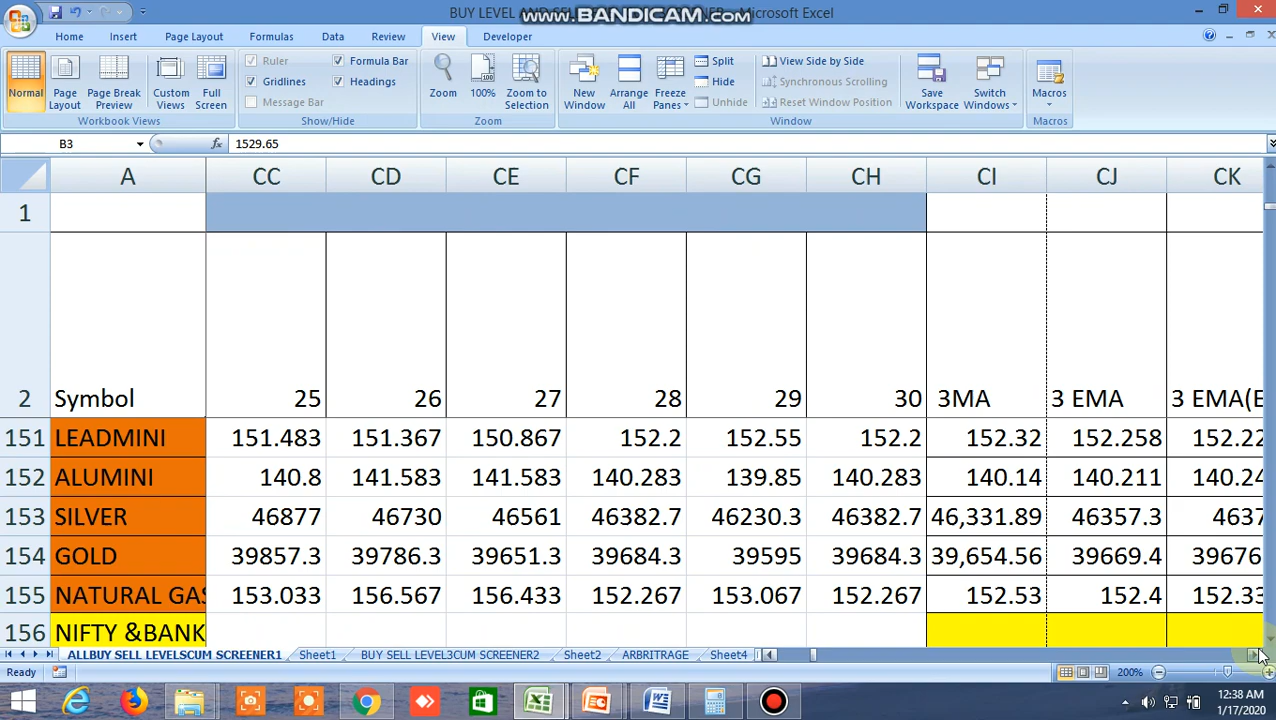 BUY LEVEL AND SE
www.BANDICAM.com
- Microsoft Excel
Home Insert Page Layout Formulas Data Review View Developer
Normal
Page Layout
Page Break Preview
Custom Views
Full Screen
Workbook Views
Ruler
Gridlines
Message Bar
Formula Bar
Headings
Show/Hide
Zoom
100%
Zoom to Selection
Zoom
New Window
Arrange All
Freeze Panes
Split
Hide
Unhide
View Side by Side
Synchronous Scrolling
Reset Window Position
Save Workspace
Switch Windows
Window
Macros
Macros
B3 fx 1529.65
A CC CD CE CF CG CH CI CJ CK
1
2 Symbol 25 26 27 28 29 30 3MA 3 EMA 3 EMA(E
151 LEADMINI 151.483 151.367 150.867 152.2 152.55 152.2 152.32 152.258 152.22
152 ALUMINI 140.8 141.583 141.583 140.283 139.85 140.283 140.14 140.211 140.24
153 SILVER 46877 46730 46561 46382.7 46230.3 46382.7 46,331.89 46357.3 4637
154 GOLD 39857.3 39786.3 39651.3 39684.3 39595 39684.3 39,654.56 39669.4 39676
155 NATURAL GAS 153.033 156.567 156.433 152.267 153.067 152.267 152.53 152.4 152.33
156 NIFTY &BANK
ALLBUY SELL LEVELSCUM SCREENER1 Sheet1 BUY SELL LEVEL3CUM SCREENER2 Sheet2 ARBRITRAGE Sheet4
Ready 200%
12:38 AM
1/17/2020